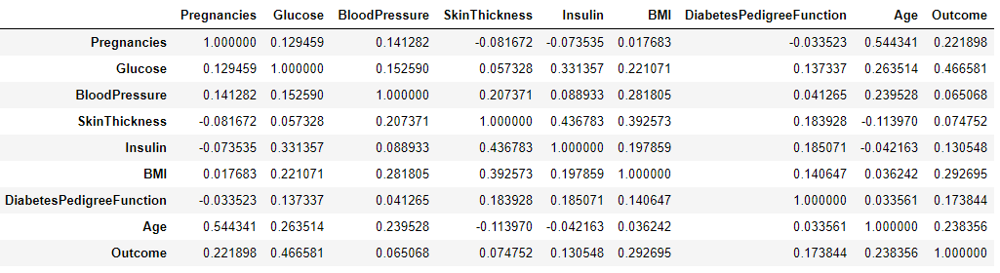 Pregnancies Glucose BloodPressure SkinThickness Insulin BMI DiabetesPedigreeFunction Age Outcome
Pregnancies 1.000000 0.129459 0.141282 -0.081672 -0.073535 0.017683 -0.033523 0.544341 0.221898
Glucose 0.129459 1.000000 0.152590 0.057328 0.331357 0.221071 0.137337 0.263514 0.466581
BloodPressure 0.141282 0.152590 1.000000 0.207371 0.088933 0.281805 0.041265 0.239528 0.065068
SkinThickness -0.081672 0.057328 0.207371 1.000000 0.436783 0.392573 0.183928 -0.113970 0.074752
Insulin -0.073535 0.331357 0.088933 0.436783 1.000000 0.197859 0.185071 -0.042163 0.130548
BMI 0.017683 0.221071 0.281805 0.392573 0.197859 1.000000 0.140647 0.036242 0.292695
DiabetesPedigreeFunction -0.033523 0.137337 0.041265 0.183928 0.185071 0.140647 1.000000 0.033561 0.173844
Age 0.544341 0.263514 0.239528 -0.113970 -0.042163 0.036242 0.033561 1.000000 0.238356
Outcome 0.221898 0.466581 0.065068 0.074752 0.130548 0.292695 0.173844 0.238356 1.000000